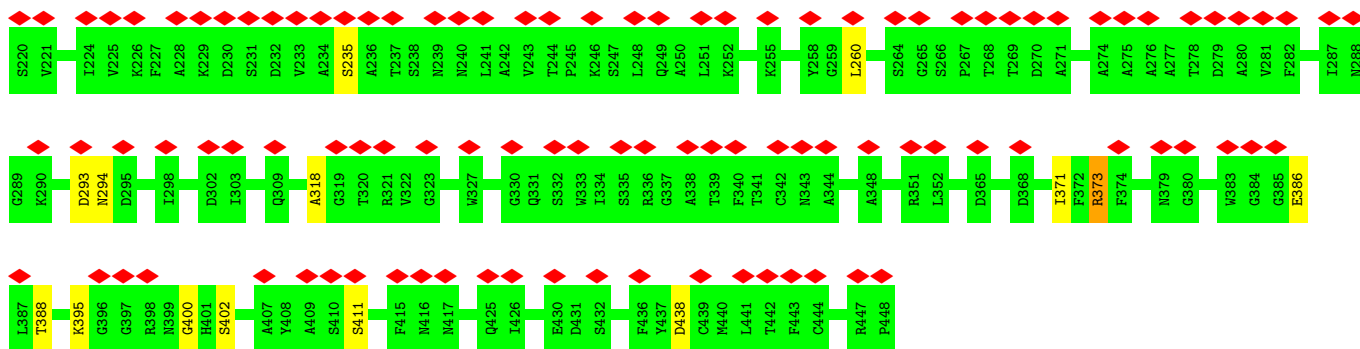 S220 V221 I224 V225 K226 F227 A228 K229 D230 S231 D232 V233 A234 S235 A236 T237 S238 N239 N240 L241 A242 V243 T244 P245 K246 S247 L248 Q249 A250 L251 K252 K255 Y258 G259 L260 S264 G265 S266 P267 T268 T269 D270 A271 A274 A275 A276 A277 T278 D279 A280 V281 F282 I287 N288
G289 K290 D293 N294 D295 I298 D302 I303 Q309 A318 G319 T320 R321 V322 G323 W327 G330 Q331 S332 W333 I334 S335 R336 G337 A338 T339 F340 T341 C342 N343 A344 A348 R351 L352 D365 D368 I371 F372 R373 F374 N379 G380 W383 G384 G385 E386
L387 T388 K395 G396 G397 R398 N399 G400 H401 S402 A407 Y408 A409 S410 S411 F415 N416 N417 Q425 I426 E430 D431 S432 F436 Y437 D438 C439 M440 L441 T442 F443 C444 R447 P448